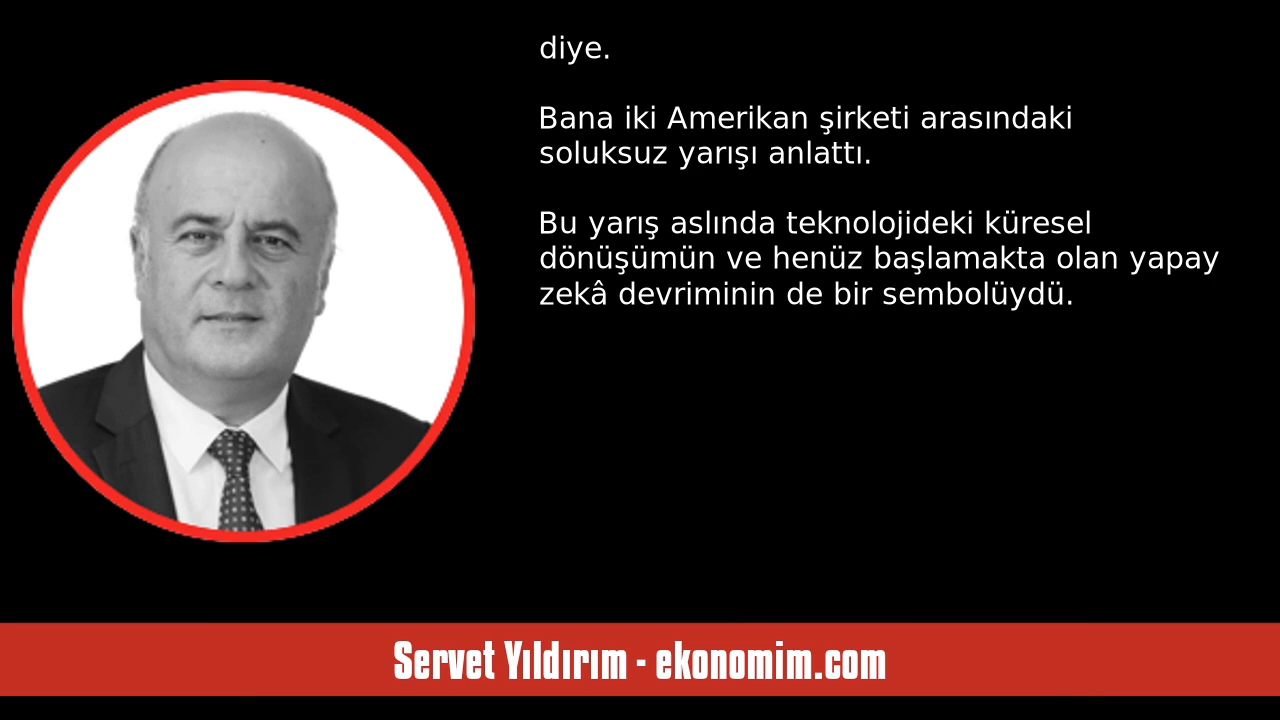 diye.
Bana iki Amerikan şirketi arasındaki
soluksuz yarışı anlattı.
Bu yarış aslında teknolojideki küresel
dönüşümün ve henüz başlamakta olan yapay
zekâ devriminin de bir sembolüydü.
Servet Yıldırım - ekonomim.com